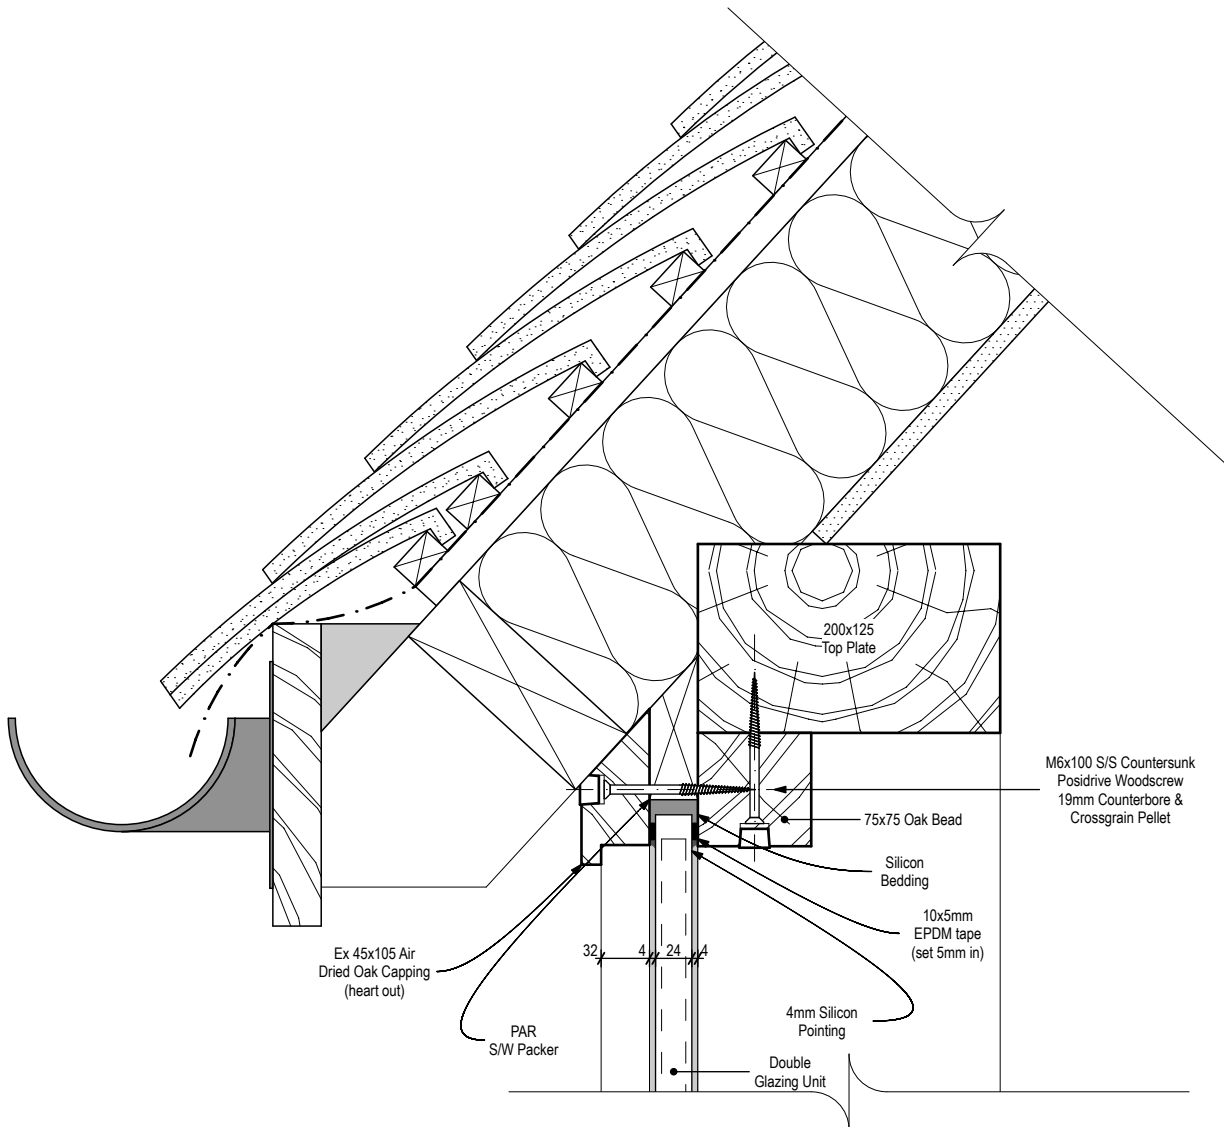 200x125
Top Plate
M6x100 S/S Countersunk
Posidrive Woodscrew
19mm Counterbore &
Crossgrain Pellet
75x75 Oak Bead
Silicon
Bedding
10x5mm
EPDM tape
(set 5mm in)
32 4 24 4
Ex 45x105 Air
Dried Oak Capping
(heart out)
4mm Silicon
Pointing
PAR
S/W Packer
Double
Glazing Unit